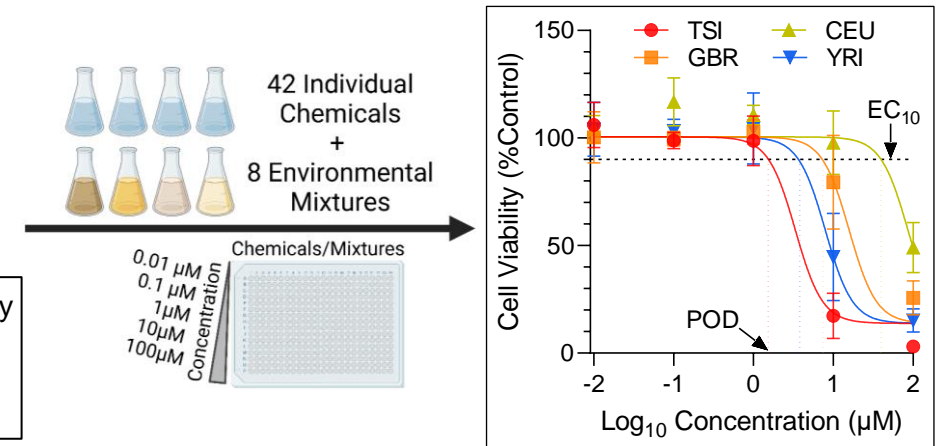 42 Individual
Chemicals
+
8 Environmental
Mixtures
Chemicals/Mixtures
0.01 µM
0.1 µM
1µM
10µM
100µM
Concentration
y
y
150
100
50
0
Cell Viability (%Control)
TSI
CEU
GBR
YRI
EC₁₀
POD
-2 -1 0 1 2
Log₁₀ Concentration (µM)